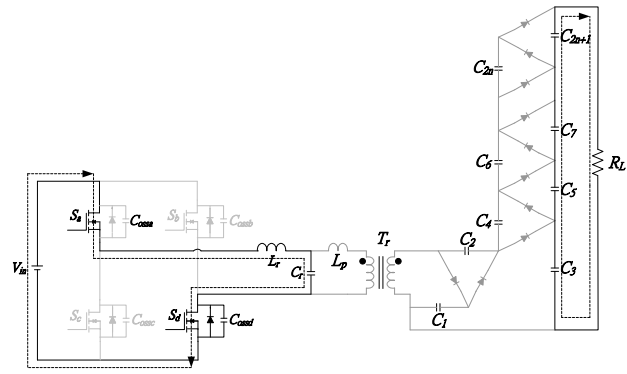 C2n+1
C2n
C7
C6
RL
C5
C4
Sa
Cossa
Sb
Cossb
Tr
C2
Vin
Lr
Cr
Lp
C3
Sc
Cossc
Sd
Cossd
C1